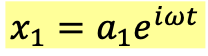 x₁ = a₁e^{iωt}